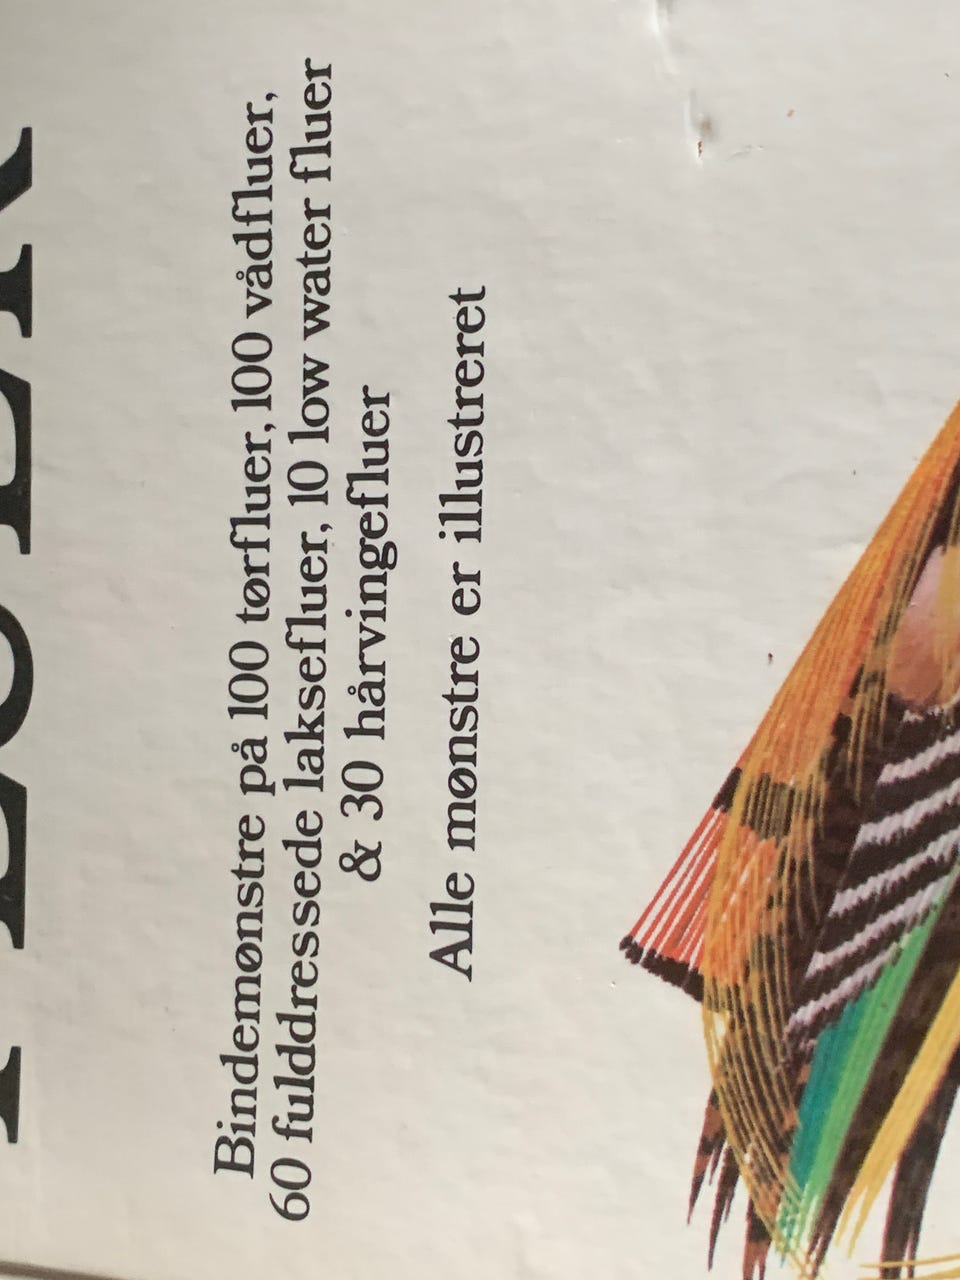 FLUER
Bindemønstre på 100 tørfluer, 100 vådfluer,
60 fulddressede laksefluer, 10 low water fluer
& 30 hårvingefluer
Alle mønstre er illustreret